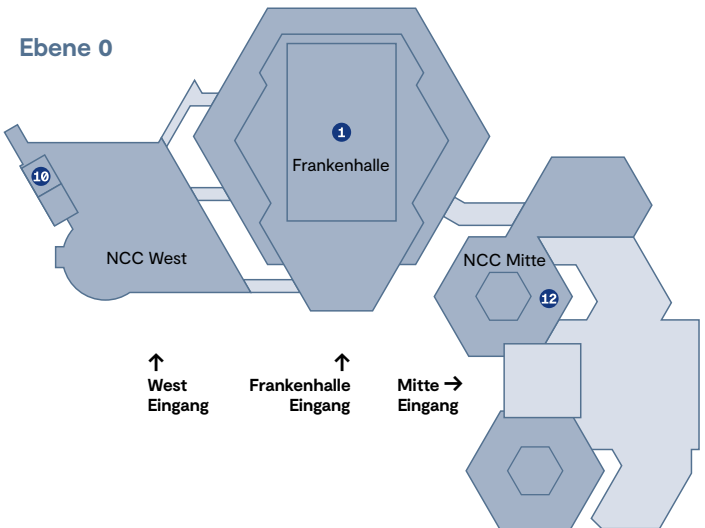 Ebene 0
1
Frankenhalle
10
NCC West
NCC Mitte
12
↑
West
Eingang
↑
Frankenhalle
Eingang
Mitte →
Eingang